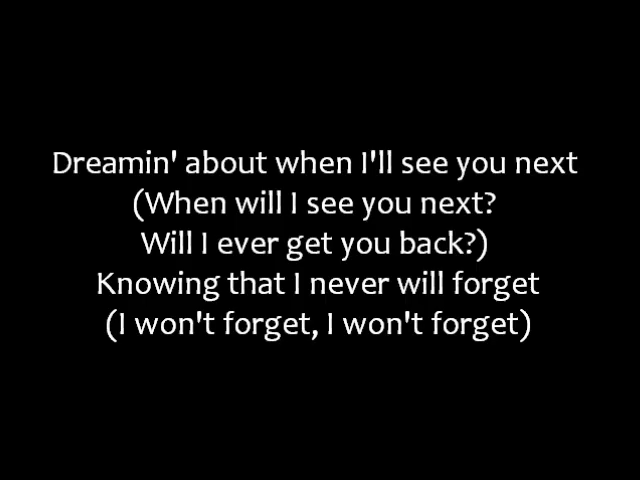 Dreamin' about when I'll see you next
(When will I see you next?
Will I ever get you back?)
Knowing that I never will forget
(I won't forget, I won't forget)